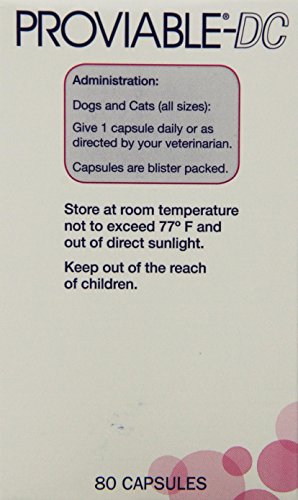 PROVIABLE®-DC
Administration:
Dogs and Cats (all sizes):
Give 1 capsule daily or as
directed by your veterinarian.
Capsules are blister packed.
Store at room temperature
not to exceed 77º F and
out of direct sunlight.
Keep out of the reach
of children.
80 CAPSULES